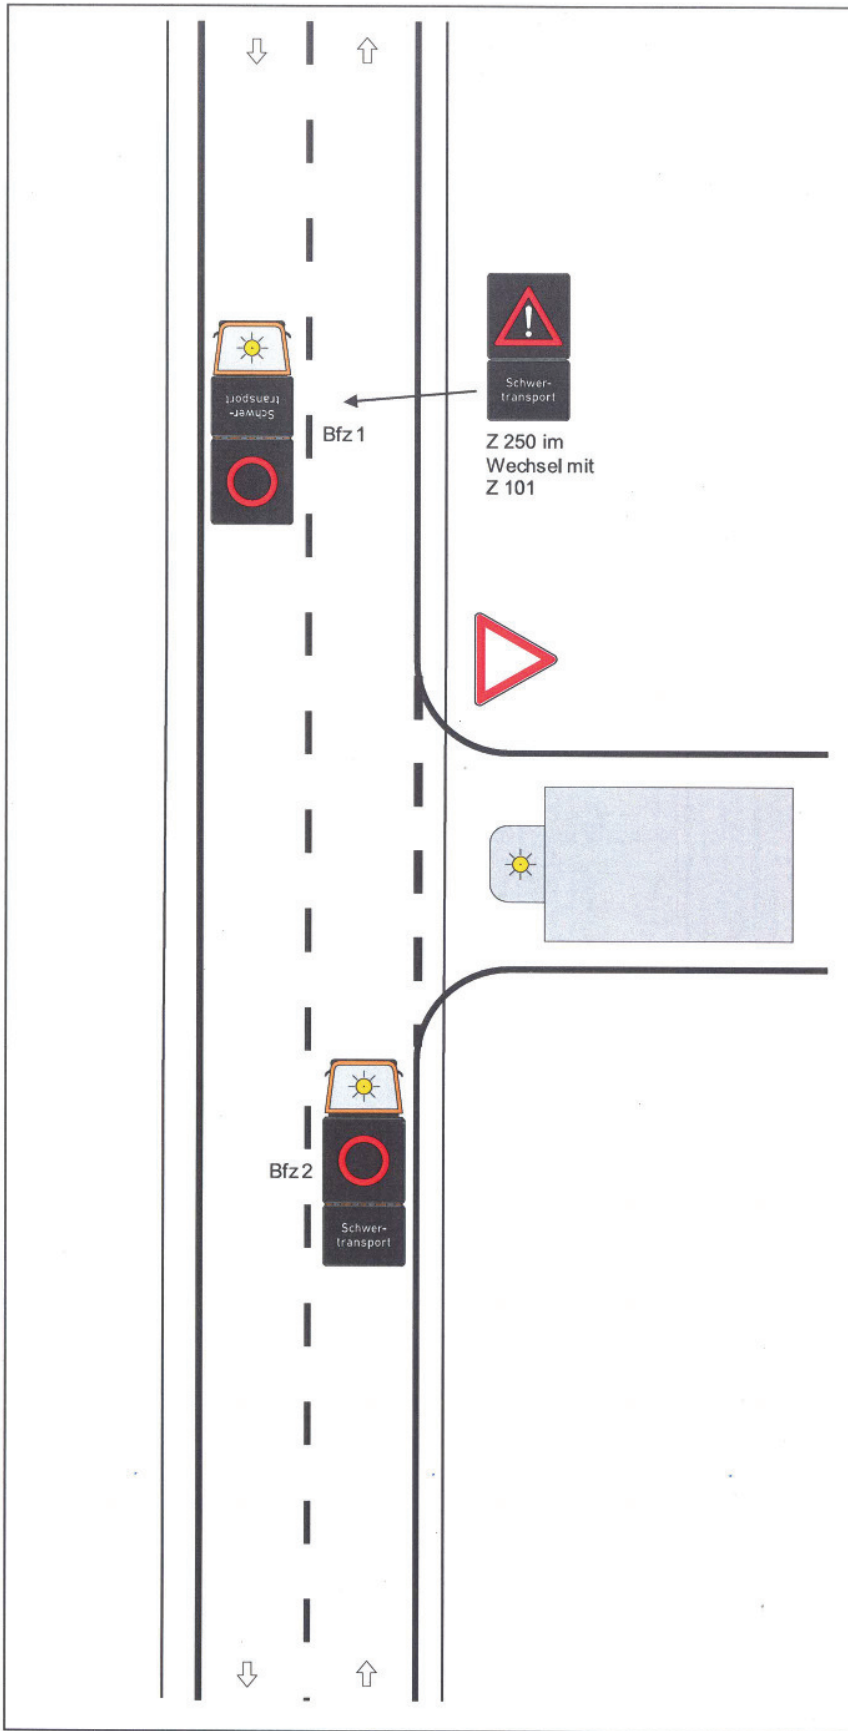 Schwer-
transport
Bfz 1
Schwer-
transport
Z 250 im
Wechsel mit
Z 101
Bfz 2
Schwer-
transport